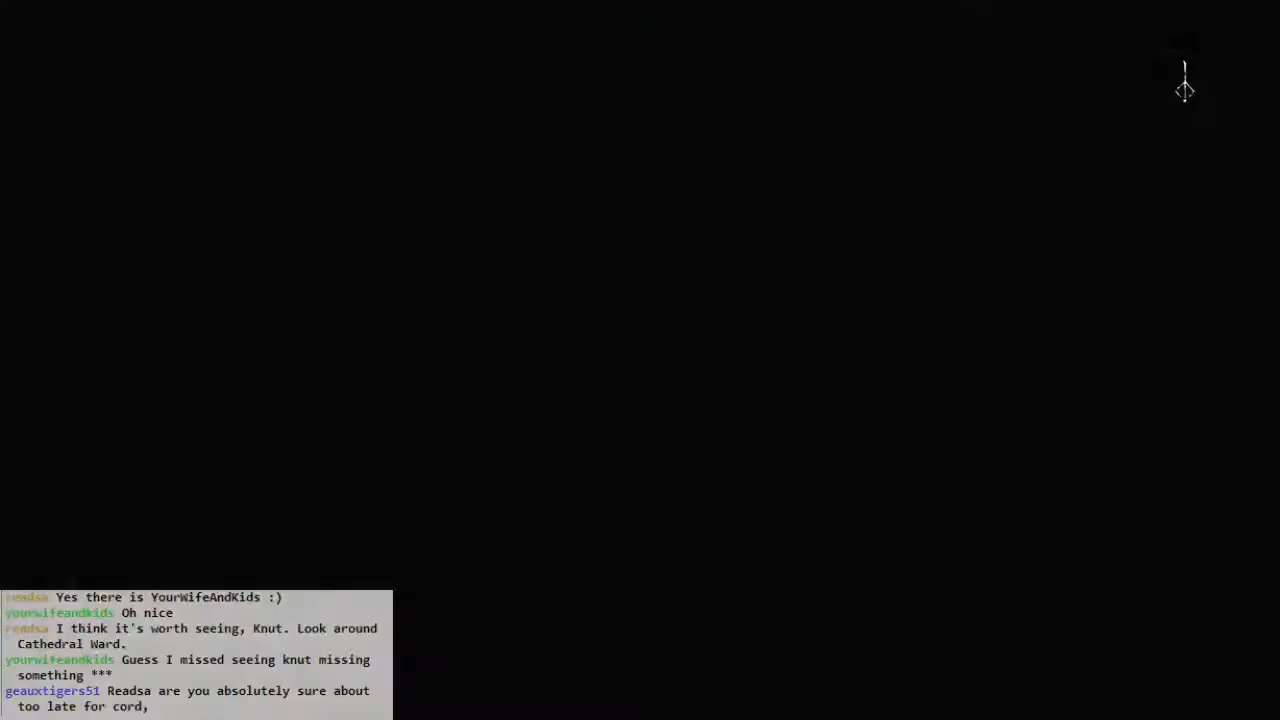 readsa Yes there is YourWifeAndKids :)
yourwifeandkids Oh nice
readsa I think it's worth seeing, Knut. Look around
Cathedral Ward.
yourwifeandkids Guess I missed seeing knut missing
something ***
geauxtigers51 Readsa are you absolutely sure about
too late for cord,